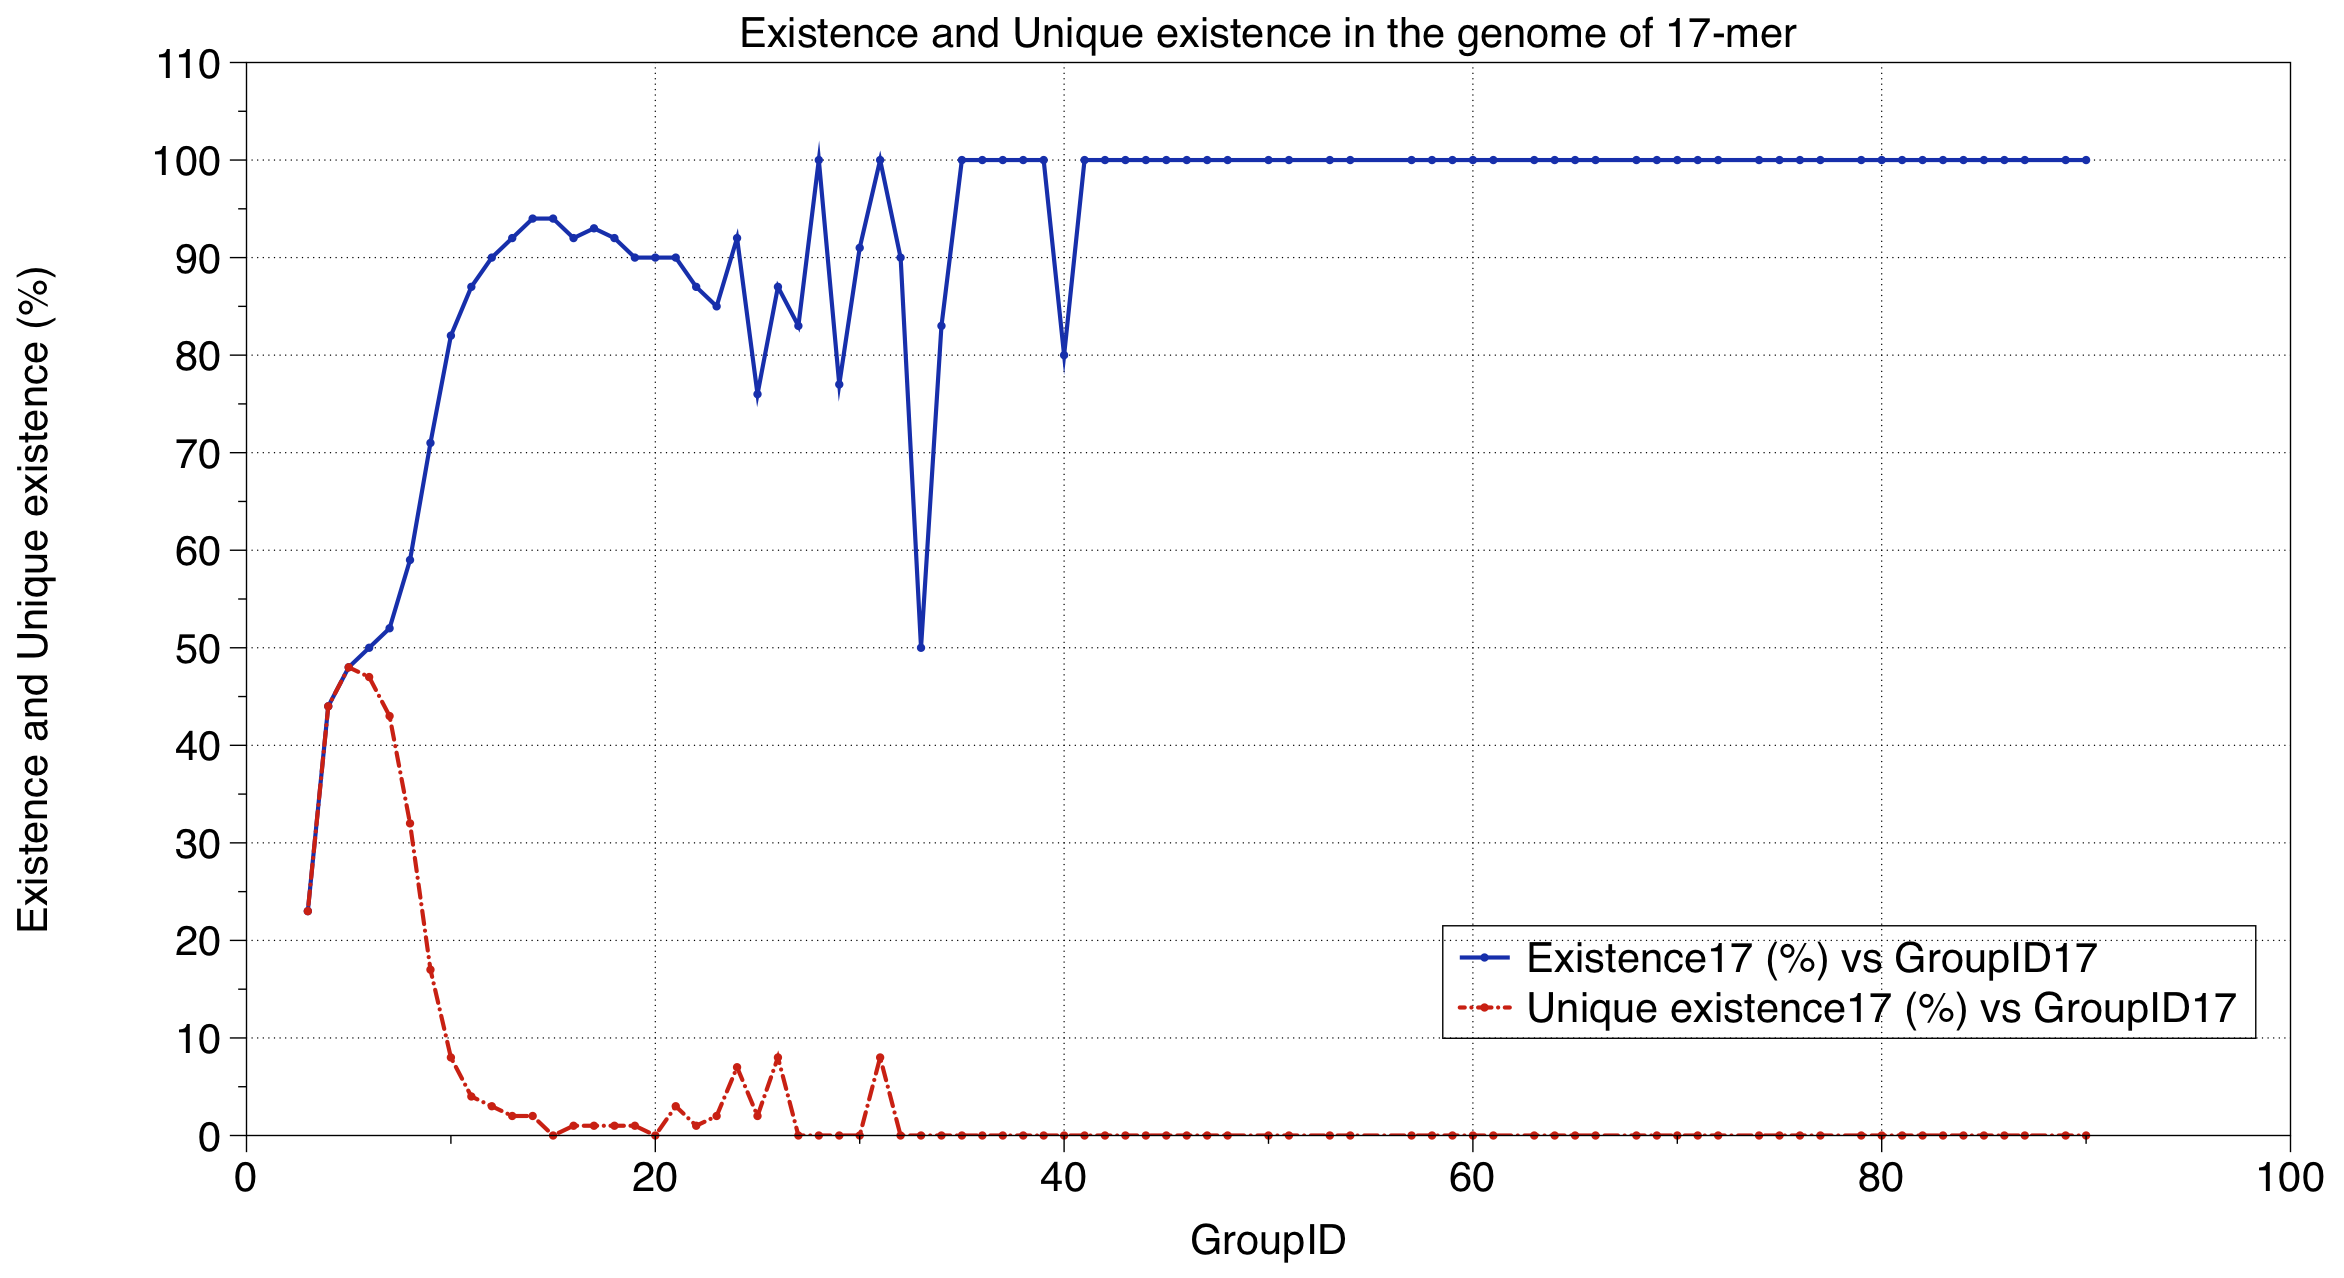 Existence and Unique existence in the genome of 17-mer
Existence and Unique existence (%)
110
100
90
80
70
60
50
40
30
20
10
0
Existence17 (%) vs GroupID17
Unique existence17 (%) vs GroupID17
0 20 40 60 80 100
GroupID